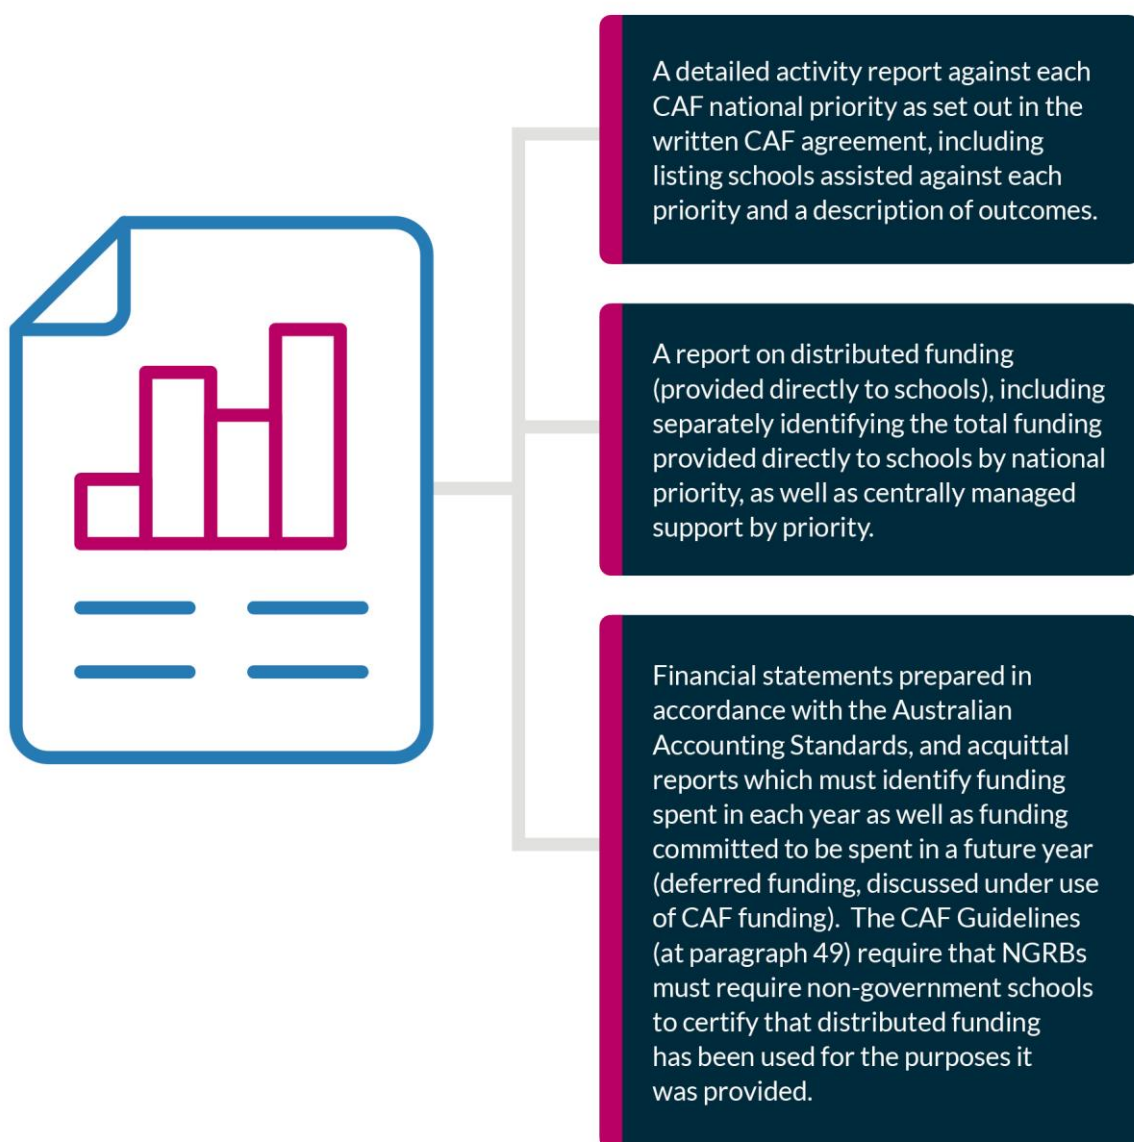 A detailed activity report against each
CAF national priority as set out in the
written CAF agreement, including
listing schools assisted against each
priority and a description of outcomes.
A report on distributed funding
(provided directly to schools), including
separately identifying the total funding
provided directly to schools by national
priority, as well as centrally managed
support by priority.
Financial statements prepared in
accordance with the Australian
Accounting Standards, and acquittal
reports which must identify funding
spent in each year as well as funding
committed to be spent in a future year
(deferred funding, discussed under use
of CAF funding).  The CAF Guidelines
(at paragraph 49) require that NGRBs
must require non-government schools
to certify that distributed funding
has been used for the purposes it
was provided.